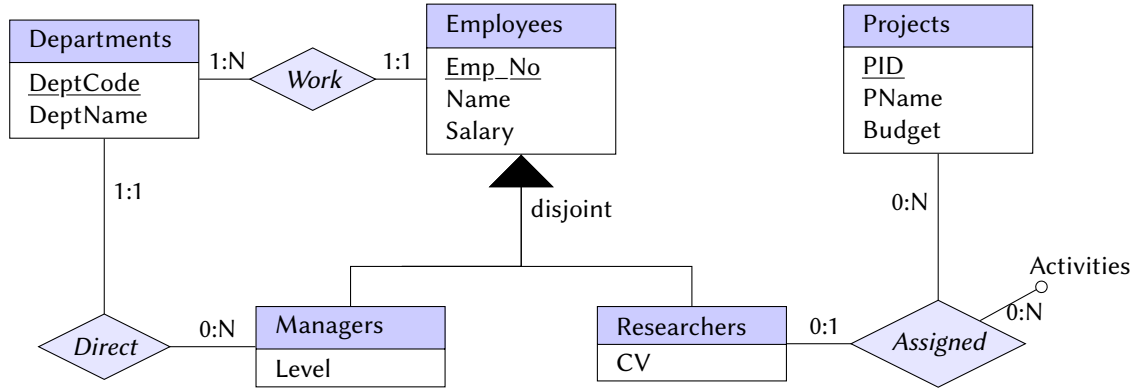 Departments
DeptCode
DeptName
1:N
Work
1:1
Employees
Emp_No
Name
Salary
Projects
PID
PName
Budget
1:1
disjoint
0:N
Activities
0:N
Direct
0:N
Managers
Level
Researchers
CV
0:1
Assigned